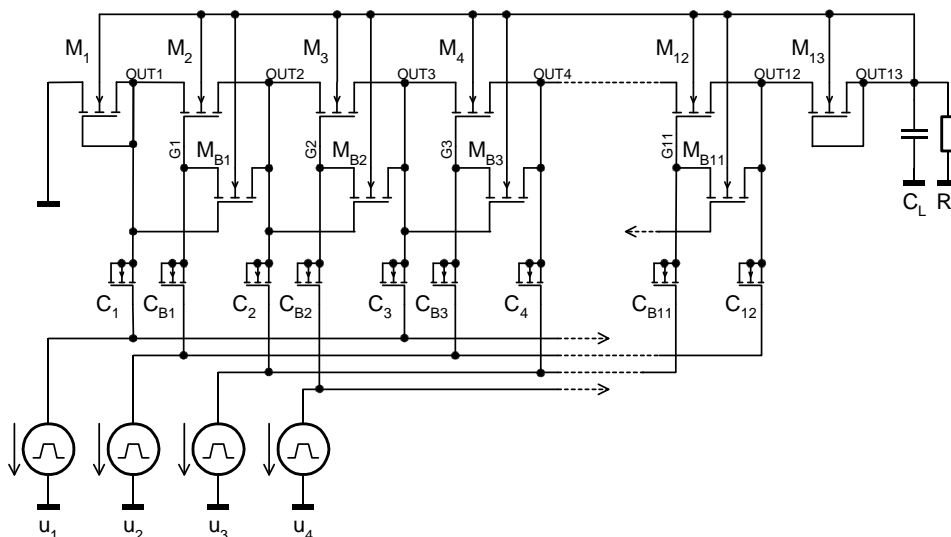 M1 M2 M3 M4 M12 M13
OUT1 OUT2 OUT3 OUT4 OUT12 OUT13
G1 MB1 G2 MB2 G3 MB3 G11 MB11
CL R
C1 CB1 C2 CB2 C3 CB3 C4 CB11 C12
u1 u2 u3 u4